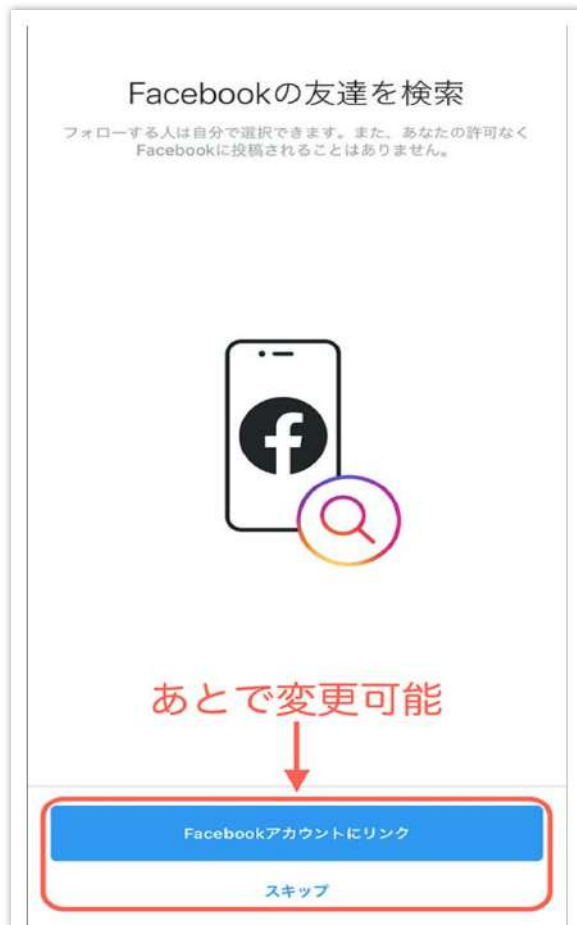 Facebookの友達を検索
フォローする人は自分で選択できます。また、あなたの許可なく
Facebookに投稿されることはありません。
あとで変更可能
Facebookアカウントにリンク
スキップ